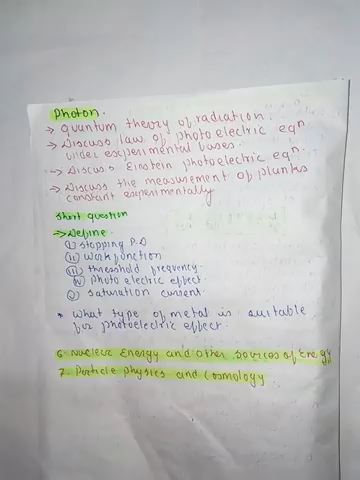 Photon.
→ quantum theory of radiation.
→ Discuss law of photo electric eqn
under experimental bases.
→ Discuss Einstein photoelectric eqn.
→ Discuss the measurement of planks
constant experimentally
Short question
→ Define.
(i) stopping P.D
(ii) work function
(iii) threshold frequency.
(iv) photo electric effect.
(v) saturation current.
* What type of metal is suitable
for photoelectric effect.
6. Nuclear Energy and other sources of Energy
7. Particle physics and Cosmology